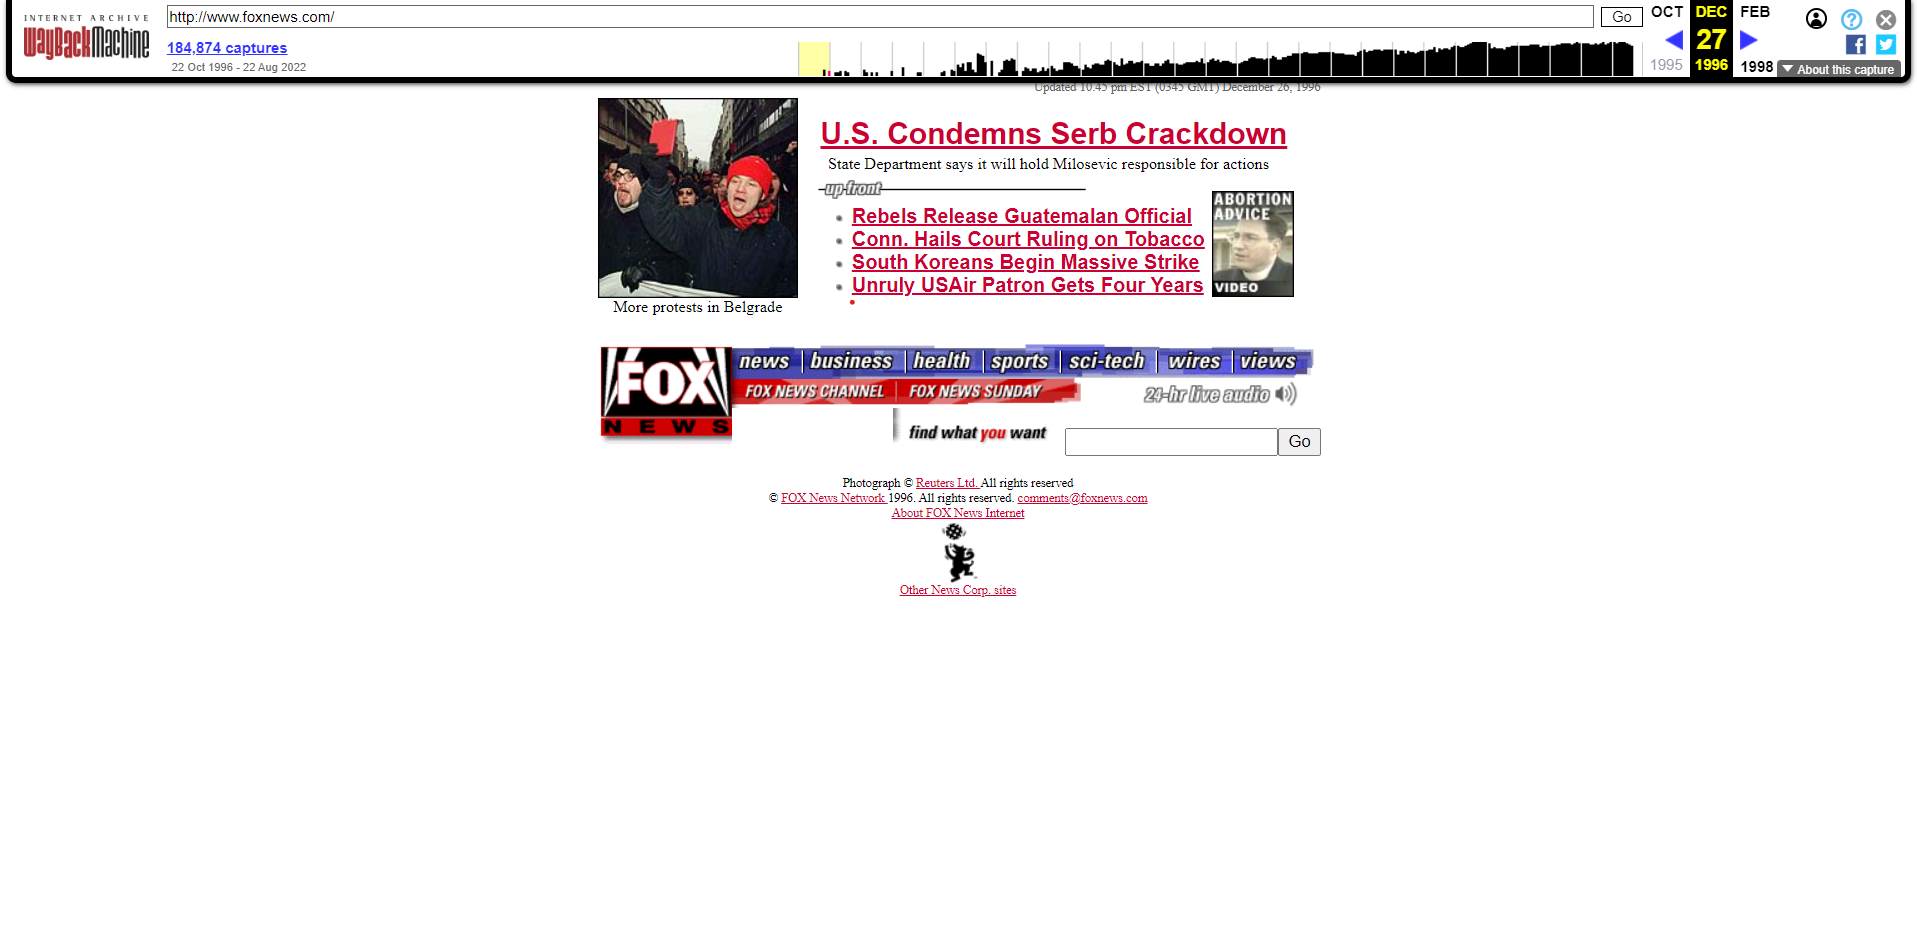 INTERNET ARCHIVE
WayBackMachine
http://www.foxnews.com/
Go
184,874 captures
22 Oct 1996 - 22 Aug 2022
OCT DEC FEB
27
1995 1996 1998
About this capture
Updated 10:45 pm EST (0345 GMT) December 26, 1996
U.S. Condemns Serb Crackdown
State Department says it will hold Milosevic responsible for actions
up-front
Rebels Release Guatemalan Official
Conn. Hails Court Ruling on Tobacco
South Koreans Begin Massive Strike
Unruly USAir Patron Gets Four Years
ABORTION
ADVICE
VIDEO
More protests in Belgrade
FOX
NEWS
news business health sports sci-tech wires views
FOX NEWS CHANNEL FOX NEWS SUNDAY
24-hr live audio
find what you want
Go
Photograph © Reuters Ltd. All rights reserved
© FOX News Network 1996. All rights reserved. comments@foxnews.com
About FOX News Internet
Other News Corp. sites